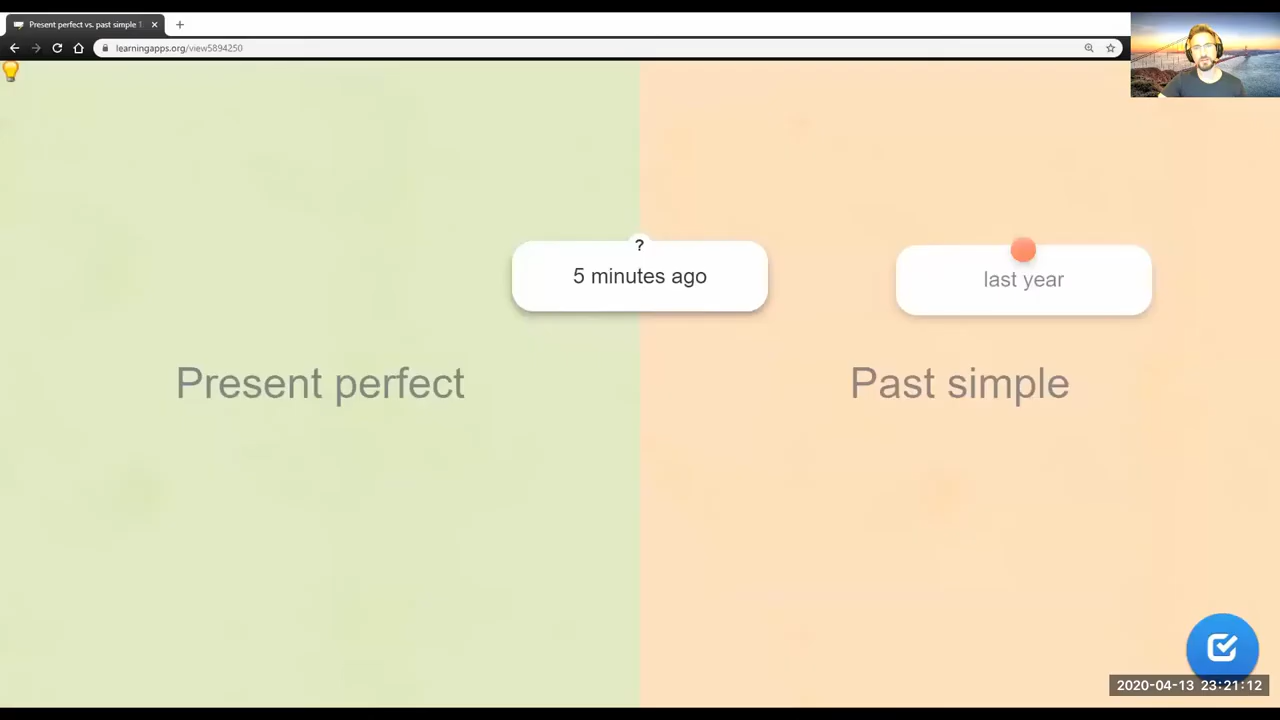 Present perfect vs. past simple 1
learningapps.org/view5894250
?
5 minutes ago
last year
Present perfect
Past simple
2020-04-13 23:21:12